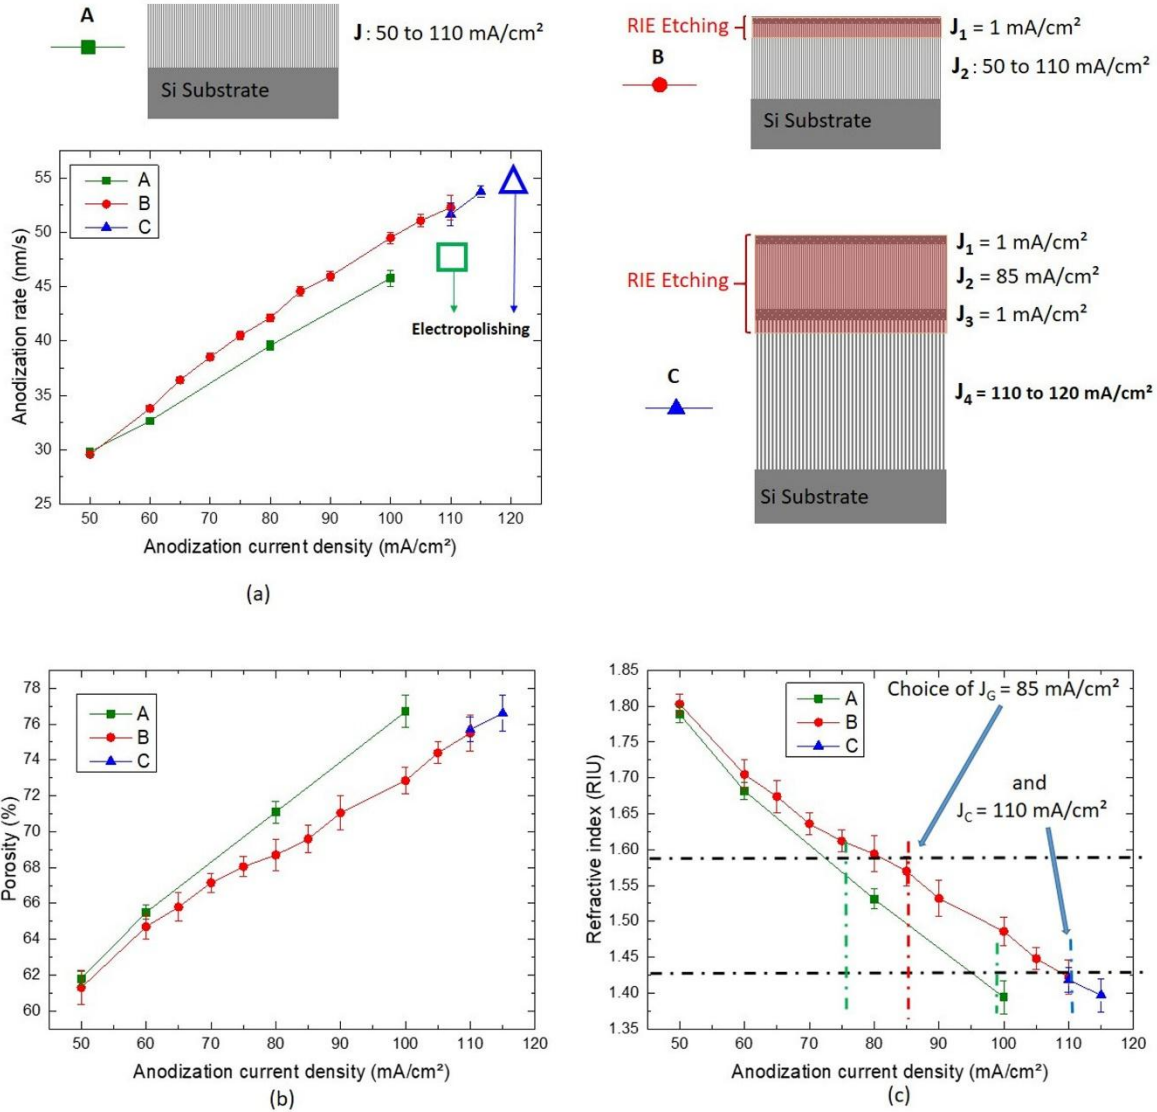 A
J : 50 to 110 mA/cm²
Si Substrate
RIE Etching
J₁ = 1 mA/cm²
B
J₂ : 50 to 110 mA/cm²
Si Substrate
55
50
45
40
35
30
25
Anodization rate (nm/s)
A
B
C
Electropolishing
50 60 70 80 90 100 110 120
Anodization current density (mA/cm²)
(a)
RIE Etching
J₁ = 1 mA/cm²
J₂ = 85 mA/cm²
J₃ = 1 mA/cm²
C
J₄ = 110 to 120 mA/cm²
Si Substrate
78
76
74
72
70
68
66
64
62
60
Porosity (%)
A
B
C
50 60 70 80 90 100 110 120
Anodization current density (mA/cm²)
(b)
1.85
1.80
1.75
1.70
1.65
1.60
1.55
1.50
1.45
1.40
1.35
Refractive index (RIU)
A
B
C
Choice of J_G = 85 mA/cm²
and
J_C = 110 mA/cm²
50 60 70 80 90 100 110 120
Anodization current density (mA/cm²)
(c)